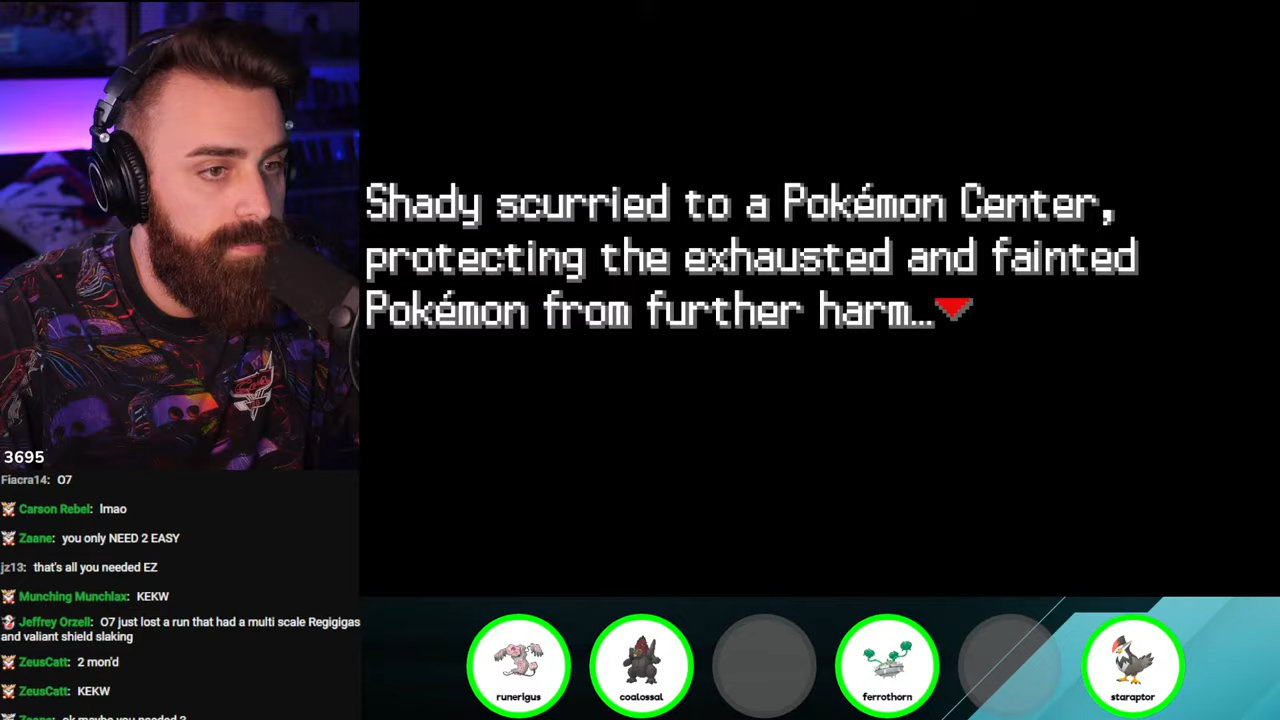 Shady scurried to a Pokémon Center,
protecting the exhausted and fainted
Pokémon from further harm…
3695
Fiacra14: O7
Carson Rebel: lmao
Zaane: you only NEED 2 EASY
jz13: that's all you needed EZ
Munching Munchlax: KEKW
Jeffrey Orzell: O7 just lost a run that had a multi scale Regigigas
and valiant shield slaking
ZeusCatt: 2 mon'd
ZeusCatt: KEKW
runerigus
coalossal
ferrothorn
staraptor